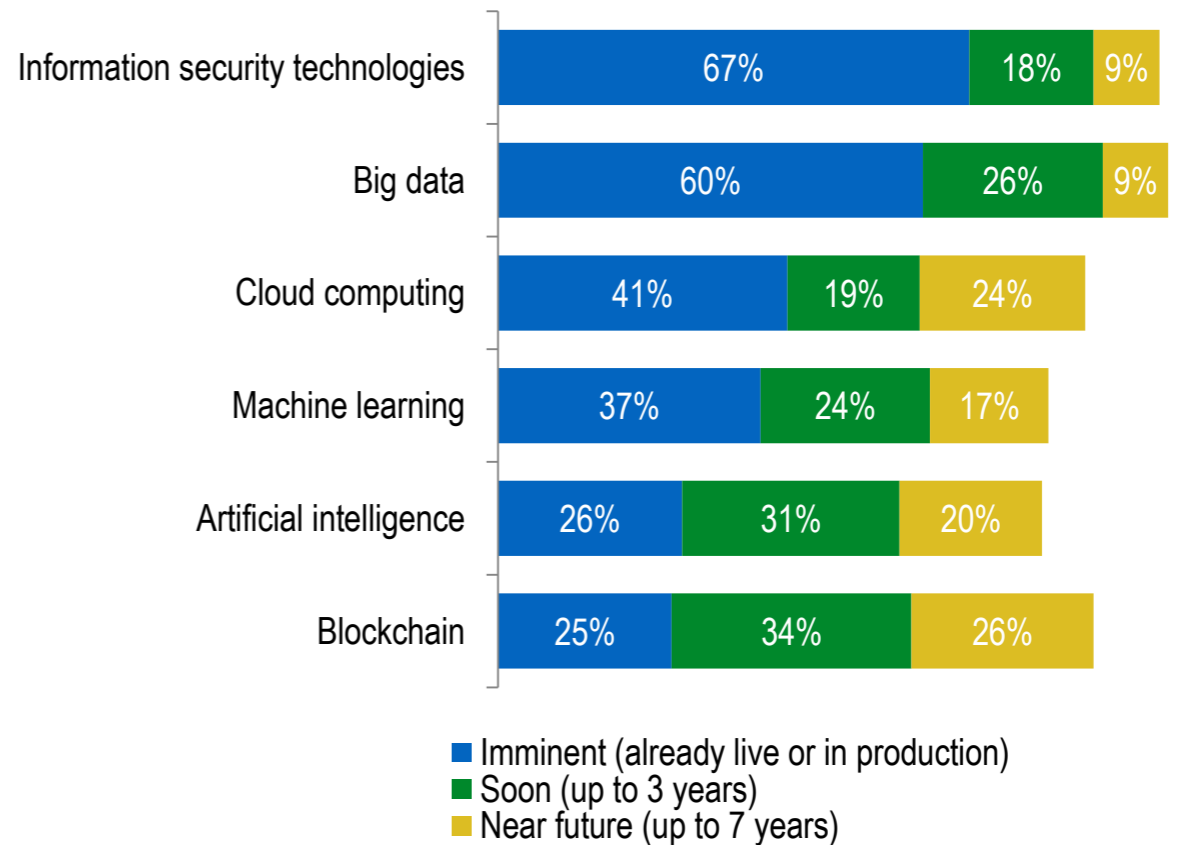 Information security technologies 67% 18% 9%
Big data 60% 26% 9%
Cloud computing 41% 19% 24%
Machine learning 37% 24% 17%
Artificial intelligence 26% 31% 20%
Blockchain 25% 34% 26%
Imminent (already live or in production)
Soon (up to 3 years)
Near future (up to 7 years)